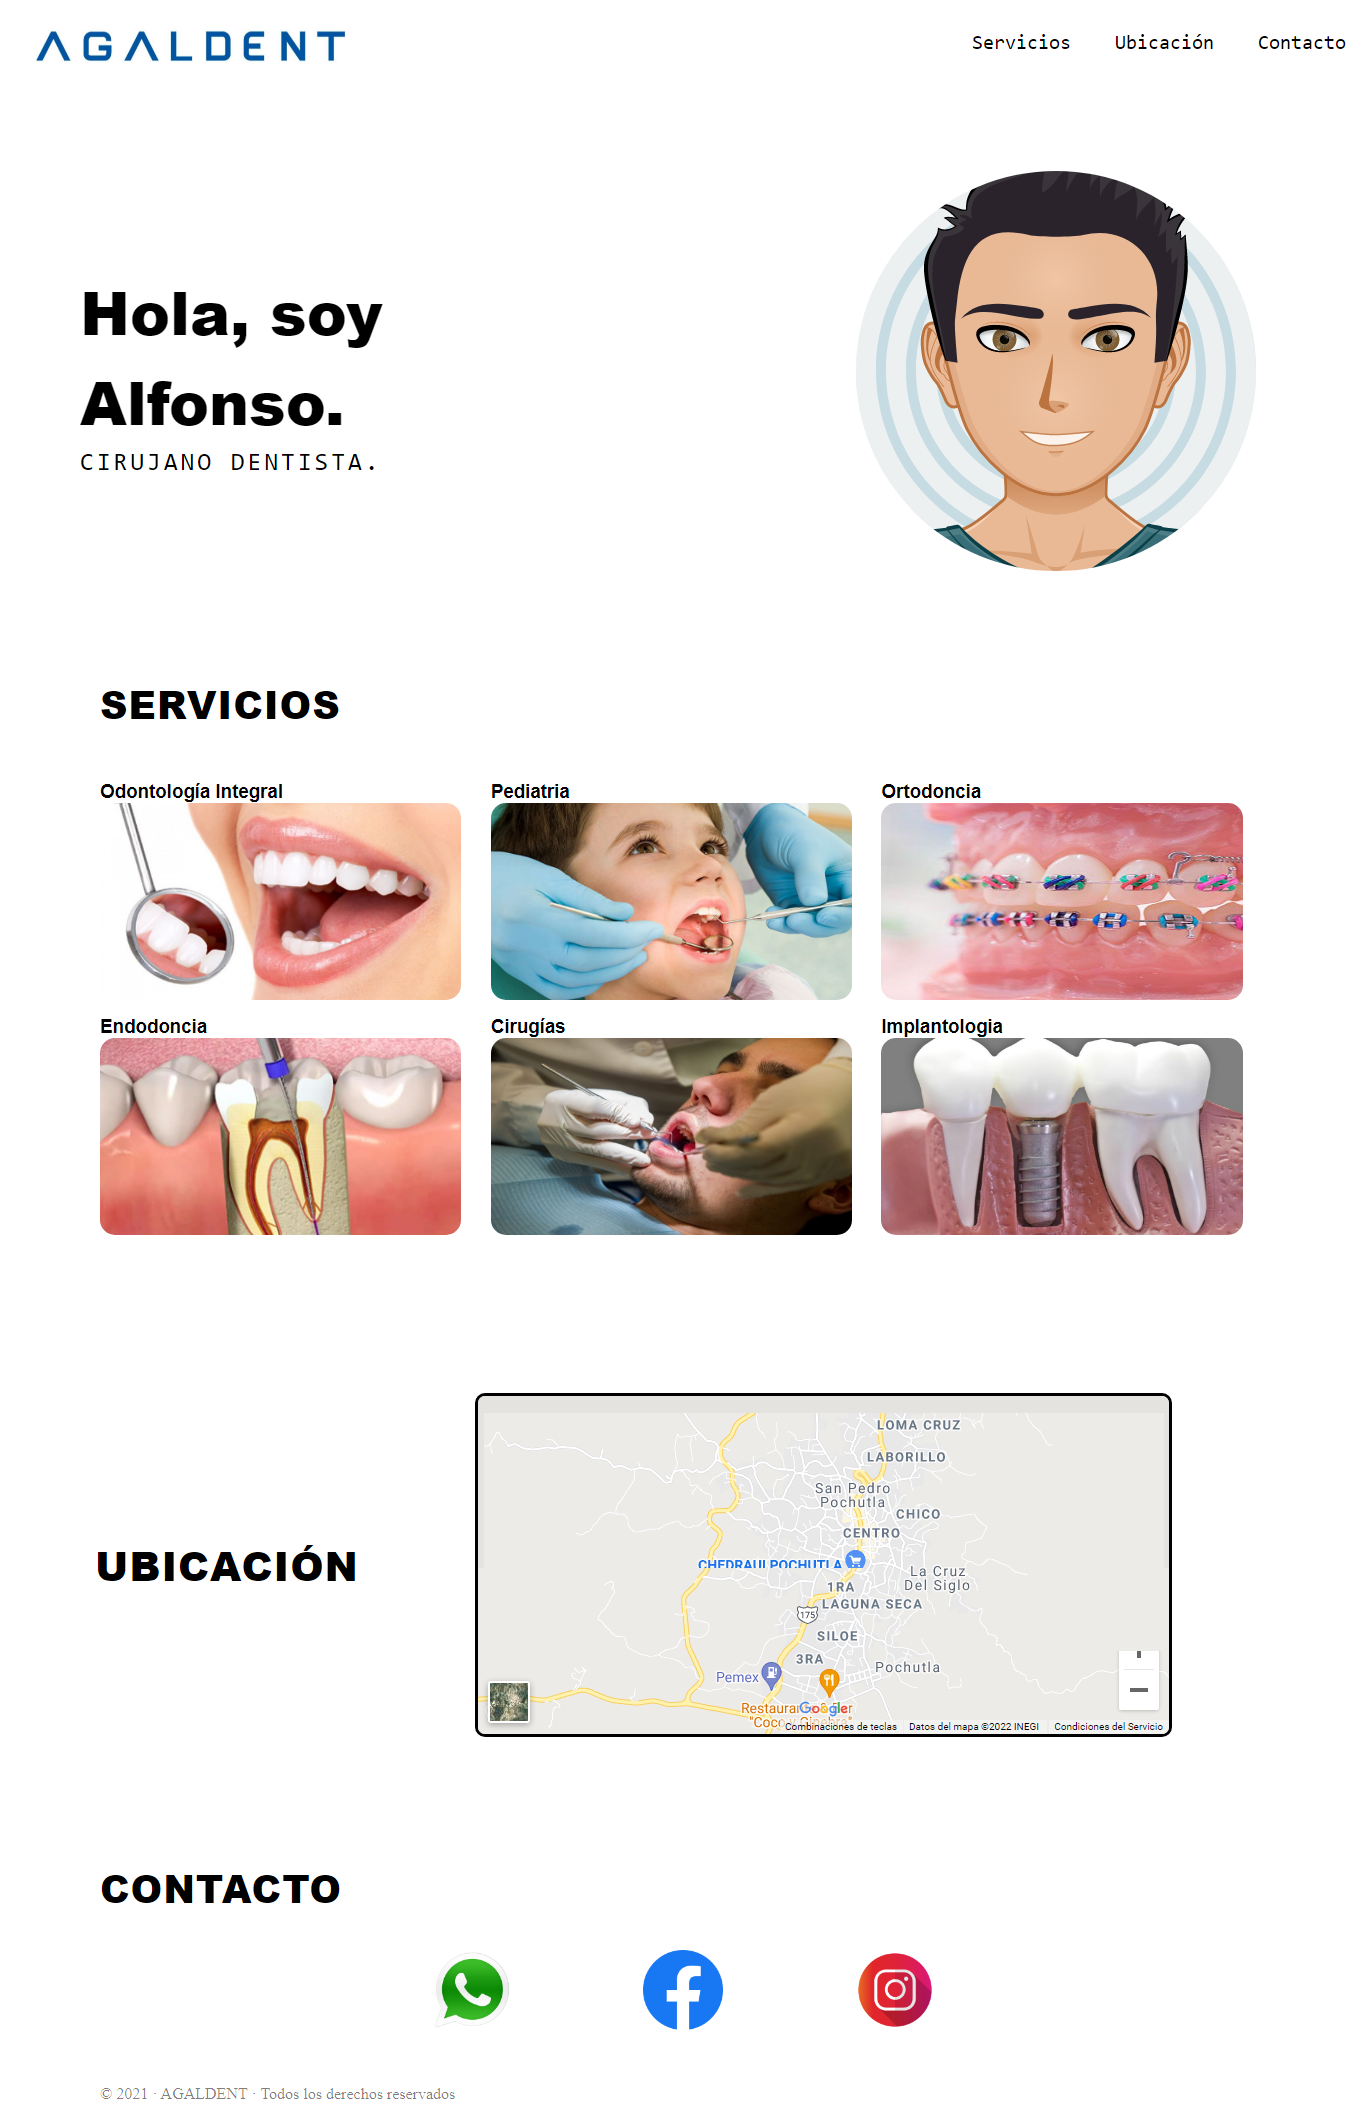 AGALDENT
Servicios
Ubicación
Contacto
Hola, soy
Alfonso.
CIRUJANO DENTISTA.
SERVICIOS
Odontología Integral
Pediatria
Ortodoncia
Endodoncia
Cirugías
Implantologia
UBICACIÓN
LOMA CRUZ
LABORILLO
San Pedro
Pochutla
CHICO
CENTRO
CHEDRAUI POCHUTLA
La Cruz
Del Siglo
1RA
LAGUNA SECA
175
SILOE
3RA
Pochutla
Pemex
Google
"Coco y
Combinaciones de teclas
Datos del mapa ©2022 INEGI
Condiciones del Servicio
CONTACTO
© 2021 · AGALDENT · Todos los derechos reservados